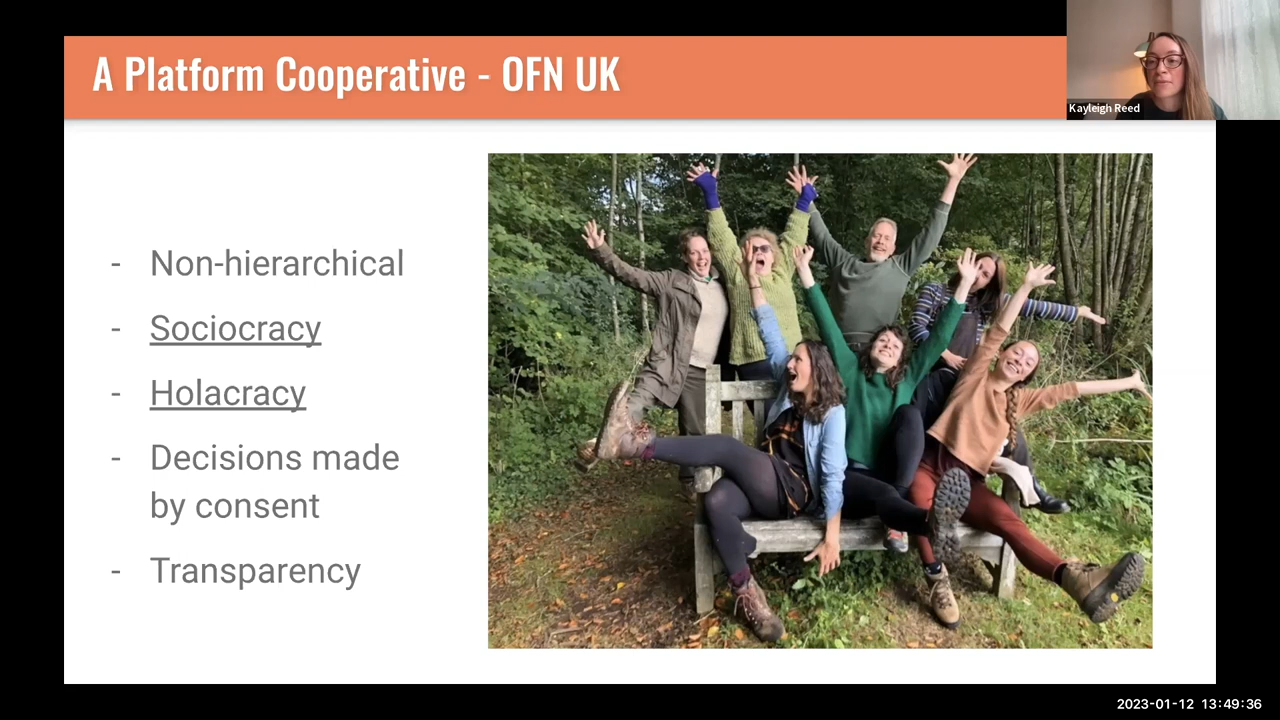 A Platform Cooperative - OFN UK
Kayleigh Reed
- Non-hierarchical
- Sociocracy
- Holacracy
- Decisions made
by consent
- Transparency
2023-01-12 13:49:36